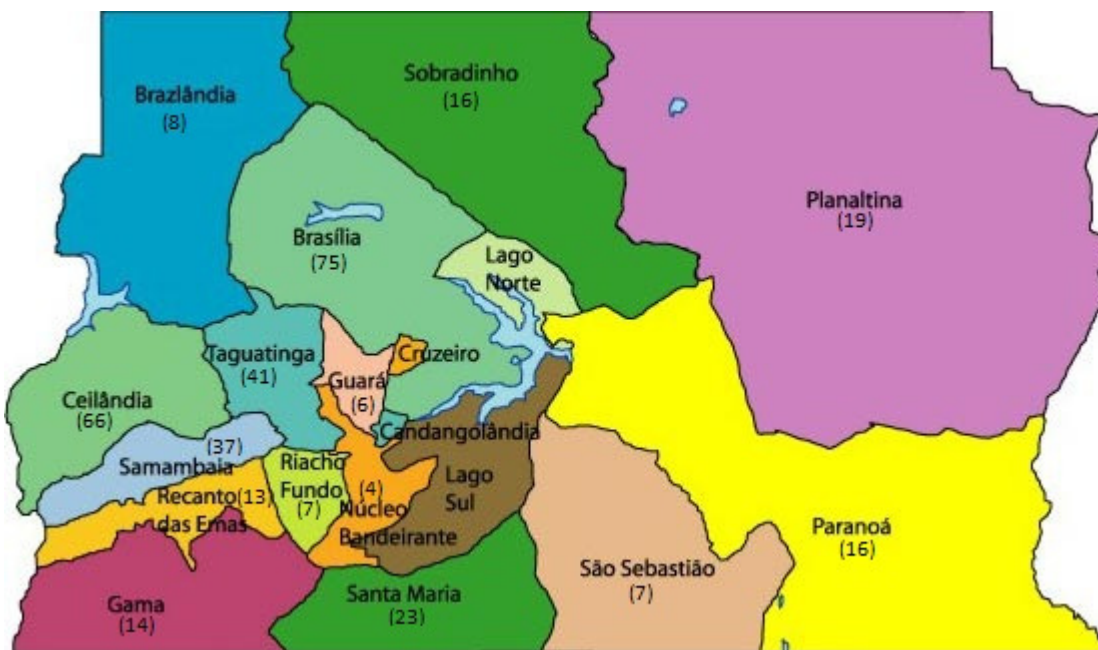 Sobradinho
(16)
Brazlândia
(8)
Planaltina
(19)
Brasília
(75)
Lago
Norte
Taguatinga
(41)
Cruzeiro
Guará
(6)
Ceilândia
(66)
Candangolândia
(37)
Samambaia
Riacho
Fundo
(7)
Lago
Sul
Recanto(13)
das Emas
(4)
Núcleo
Bandeirante
Paranoá
(16)
São Sebastião
(7)
Gama
(14)
Santa Maria
(23)